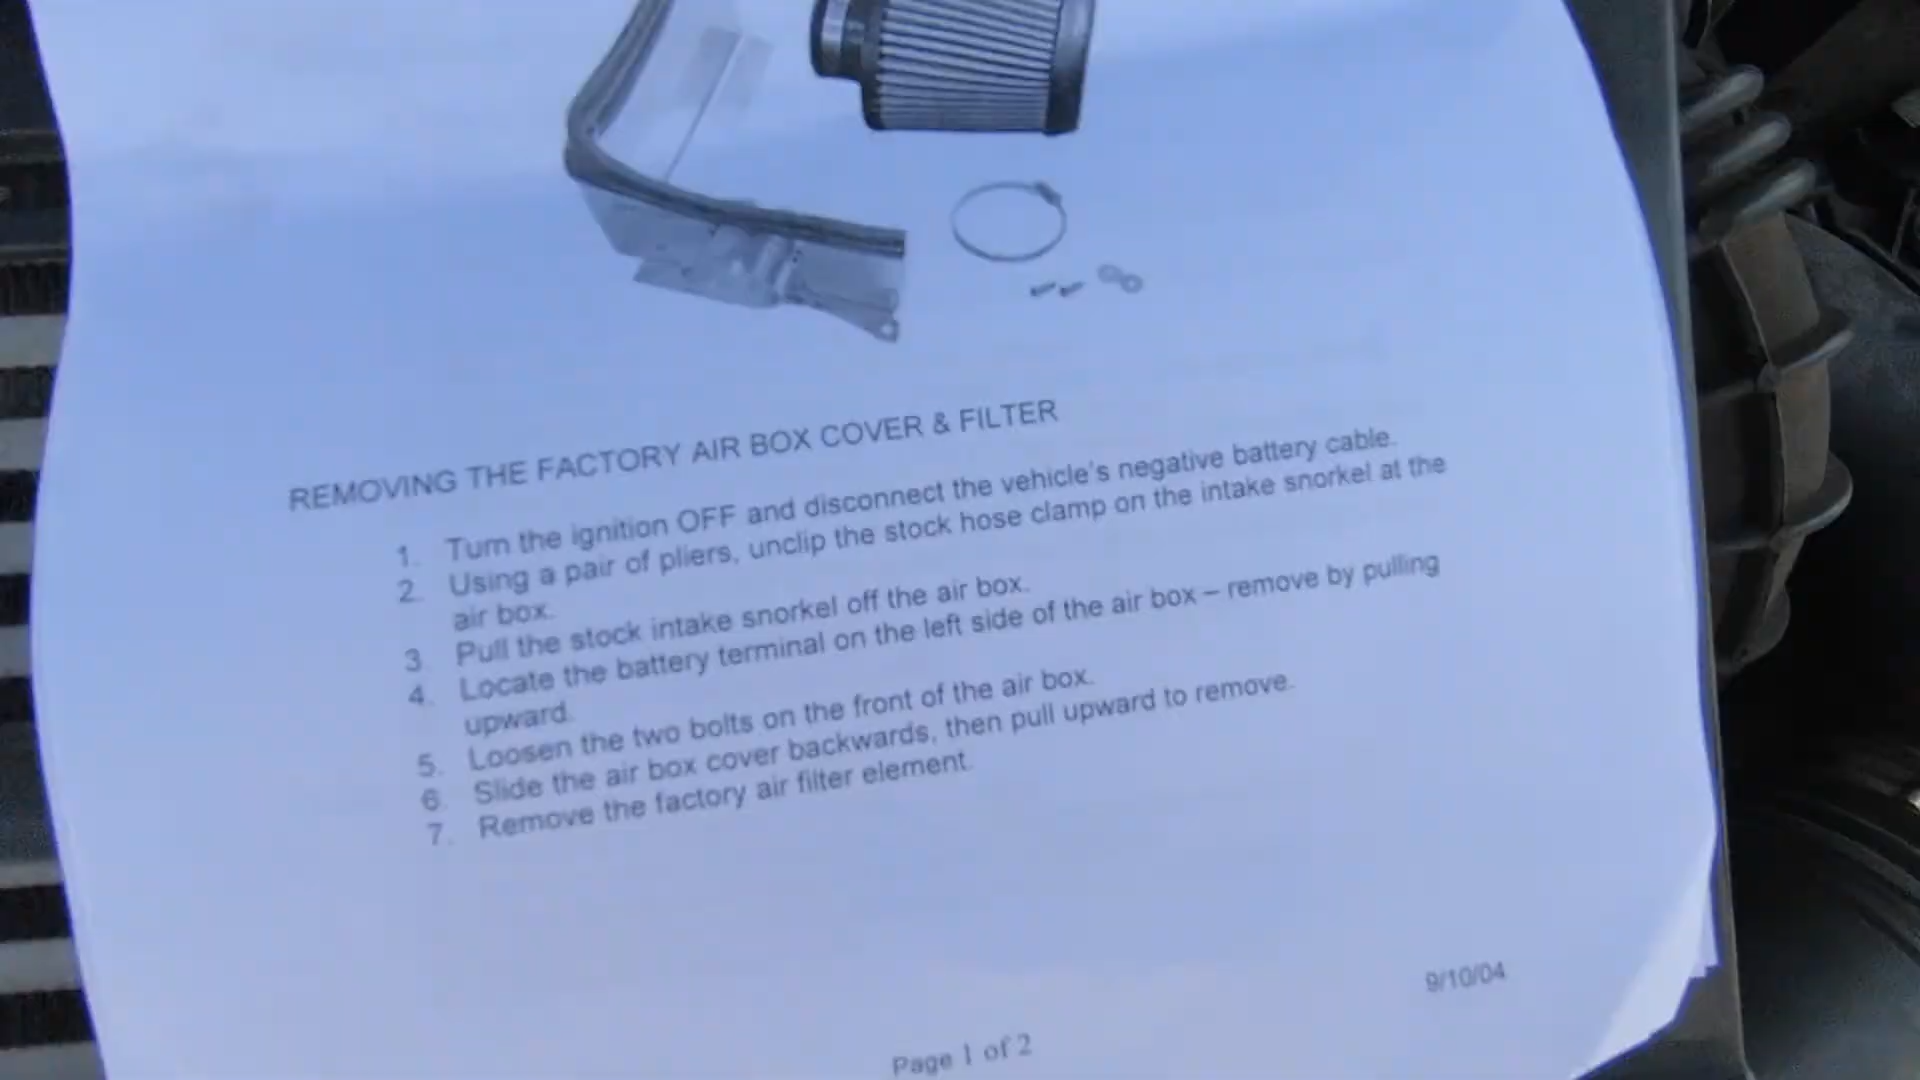 REMOVING THE FACTORY AIR BOX COVER & FILTER
1. Turn the ignition OFF and disconnect the vehicle's negative battery cable.
2. Using a pair of pliers, unclip the stock hose clamp on the intake snorkel at the
air box.
3. Pull the stock intake snorkel off the air box.
4. Locate the battery terminal on the left side of the air box – remove by pulling
upward.
5. Loosen the two bolts on the front of the air box.
6. Slide the air box cover backwards, then pull upward to remove.
7. Remove the factory air filter element.
9/10/04
Page 1 of 2